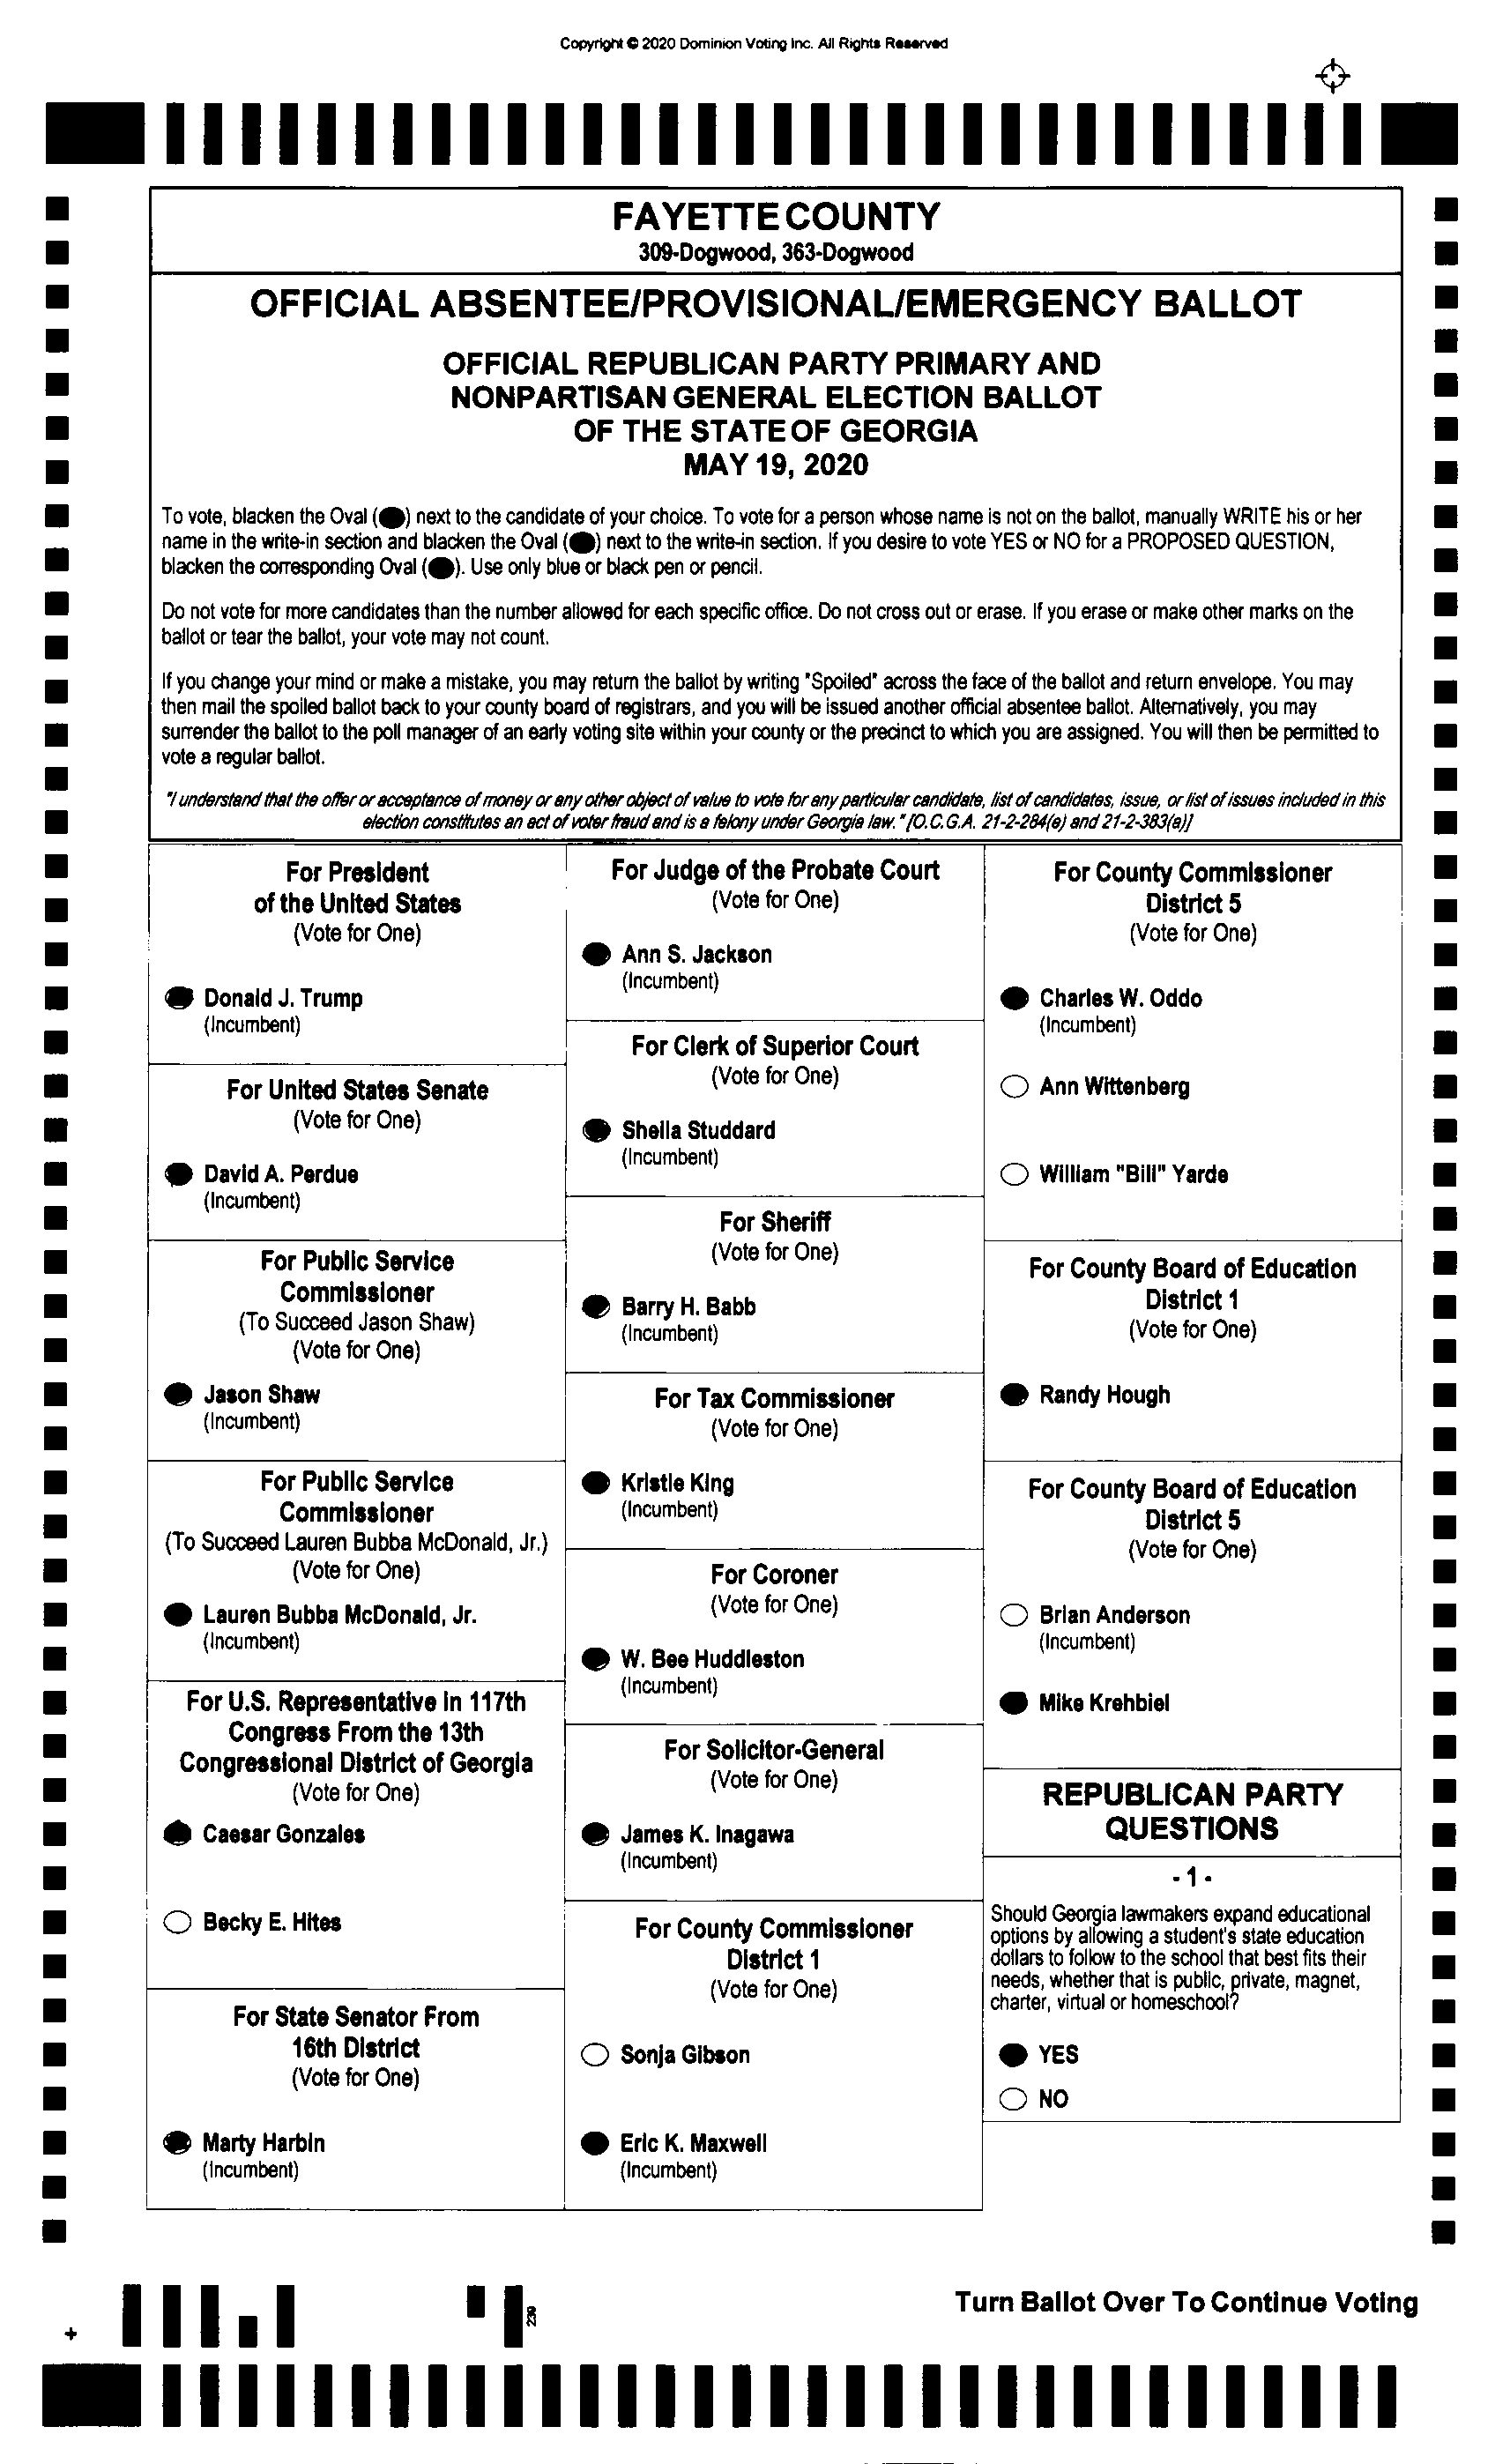 Copyright © 2020 Dominion Voting Inc. All Rights Reserved
FAYETTE COUNTY
309-Dogwood, 363-Dogwood
OFFICIAL ABSENTEE/PROVISIONAL/EMERGENCY BALLOT
OFFICIAL REPUBLICAN PARTY PRIMARY AND
NONPARTISAN GENERAL ELECTION BALLOT
OF THE STATE OF GEORGIA
MAY 19, 2020
To vote, blacken the Oval (⬬) next to the candidate of your choice. To vote for a person whose name is not on the ballot, manually WRITE his or her
name in the write-in section and blacken the Oval (⬬) next to the write-in section. If you desire to vote YES or NO for a PROPOSED QUESTION,
blacken the corresponding Oval (⬬). Use only blue or black pen or pencil.
Do not vote for more candidates than the number allowed for each specific office. Do not cross out or erase. If you erase or make other marks on the
ballot or tear the ballot, your vote may not count.
If you change your mind or make a mistake, you may return the ballot by writing "Spoiled" across the face of the ballot and return envelope. You may
then mail the spoiled ballot back to your county board of registrars, and you will be issued another official absentee ballot. Alternatively, you may
surrender the ballot to the poll manager of an early voting site within your county or the precinct to which you are assigned. You will then be permitted to
vote a regular ballot.
"I understand that the offer or acceptance of money or any other object of value to vote for any particular candidate, list of candidates, issue, or list of issues included in this
election constitutes an act of voter fraud and is a felony under Georgia law." [O.C.G.A. 21-2-284(e) and 21-2-383(a)]
For President
of the United States
(Vote for One)
Donald J. Trump
(Incumbent)
For United States Senate
(Vote for One)
David A. Perdue
(Incumbent)
For Public Service
Commissioner
(To Succeed Jason Shaw)
(Vote for One)
Jason Shaw
(Incumbent)
For Public Service
Commissioner
(To Succeed Lauren Bubba McDonald, Jr.)
(Vote for One)
Lauren Bubba McDonald, Jr.
(Incumbent)
For U.S. Representative in 117th
Congress From the 13th
Congressional District of Georgia
(Vote for One)
Caesar Gonzales
Becky E. Hites
For State Senator From
16th District
(Vote for One)
Marty Harbin
(Incumbent)
For Judge of the Probate Court
(Vote for One)
Ann S. Jackson
(Incumbent)
For Clerk of Superior Court
(Vote for One)
Sheila Studdard
(Incumbent)
For Sheriff
(Vote for One)
Barry H. Babb
(Incumbent)
For Tax Commissioner
(Vote for One)
Kristie King
(Incumbent)
For Coroner
(Vote for One)
W. Bee Huddleston
(Incumbent)
For Solicitor-General
(Vote for One)
James K. Inagawa
(Incumbent)
For County Commissioner
District 1
(Vote for One)
Sonja Gibson
Eric K. Maxwell
(Incumbent)
For County Commissioner
District 5
(Vote for One)
Charles W. Oddo
(Incumbent)
Ann Wittenberg
William "Bill" Yarde
For County Board of Education
District 1
(Vote for One)
Randy Hough
For County Board of Education
District 5
(Vote for One)
Brian Anderson
(Incumbent)
Mike Krehbiel
REPUBLICAN PARTY
QUESTIONS
- 1 -
Should Georgia lawmakers expand educational
options by allowing a student's state education
dollars to follow to the school that best fits their
needs, whether that is public, private, magnet,
charter, virtual or homeschool?
YES
NO
239
Turn Ballot Over To Continue Voting